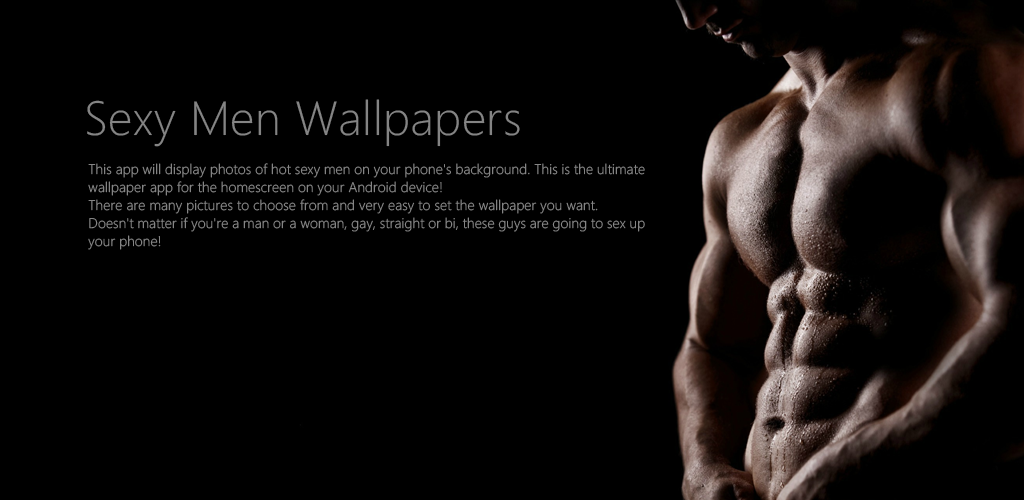 Sexy Men Wallpapers
This app will display photos of hot sexy men on your phone's background. This is the ultimate
wallpaper app for the homescreen on your Android device!
There are many pictures to choose from and very easy to set the wallpaper you want.
Doesn't matter if you're a man or a woman, gay, straight or bi, these guys are going to sex up
your phone!